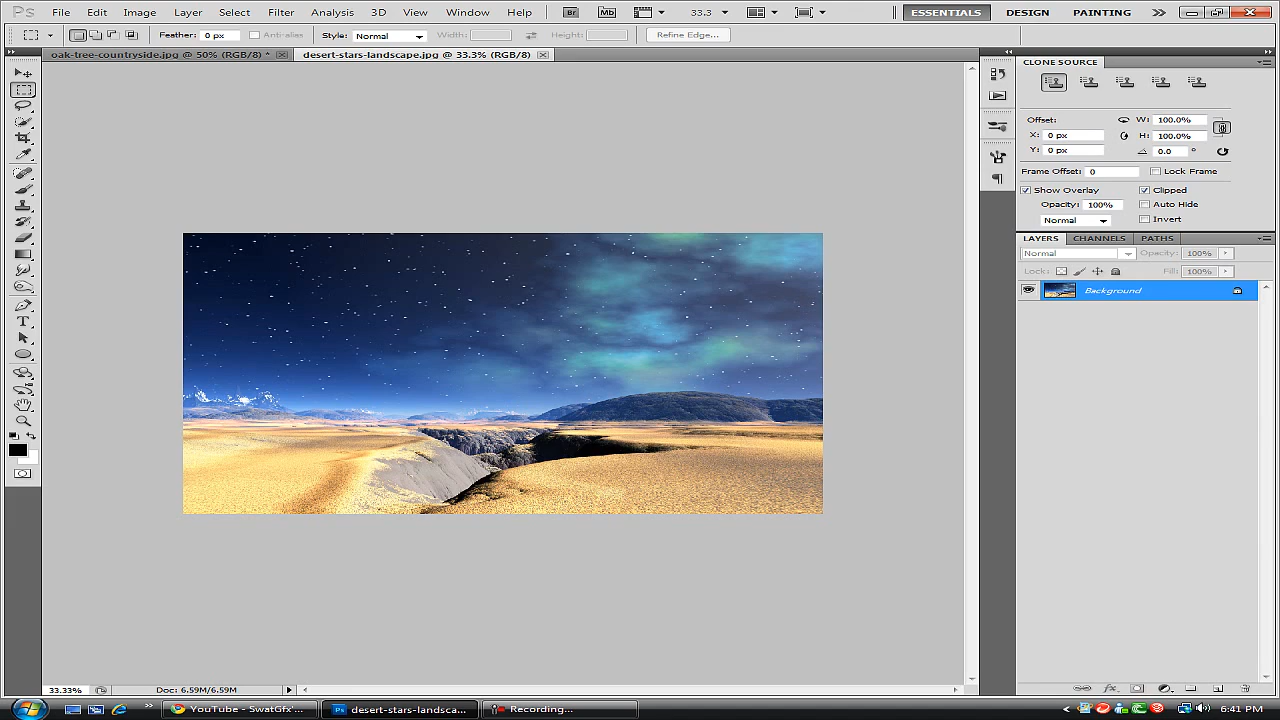 Ps File Edit Image Layer Select Filter Analysis 3D View Window Help Br Mb 33.3 ESSENTIALS DESIGN PAINTING >>
Feather: 0 px Anti-alias Style: Normal Width: Height: Refine Edge...
oak-tree-countryside.jpg @ 50% (RGB/8) * desert-stars-landscape.jpg @ 33.3% (RGB/8)
CLONE SOURCE
Offset: W: 100.0%
X: 0 px H: 100.0%
Y: 0 px 0.0 °
Frame Offset: 0 Lock Frame
Show Overlay Clipped
Opacity: 100% Auto Hide
Normal Invert
LAYERS CHANNELS PATHS
Normal Opacity: 100%
Lock: Fill: 100%
Background
T
33.33% Doc: 6.59M/6.59M
fx
YouTube - SwatGfx'... Ps desert-stars-landsca... Recording... 6:41 PM